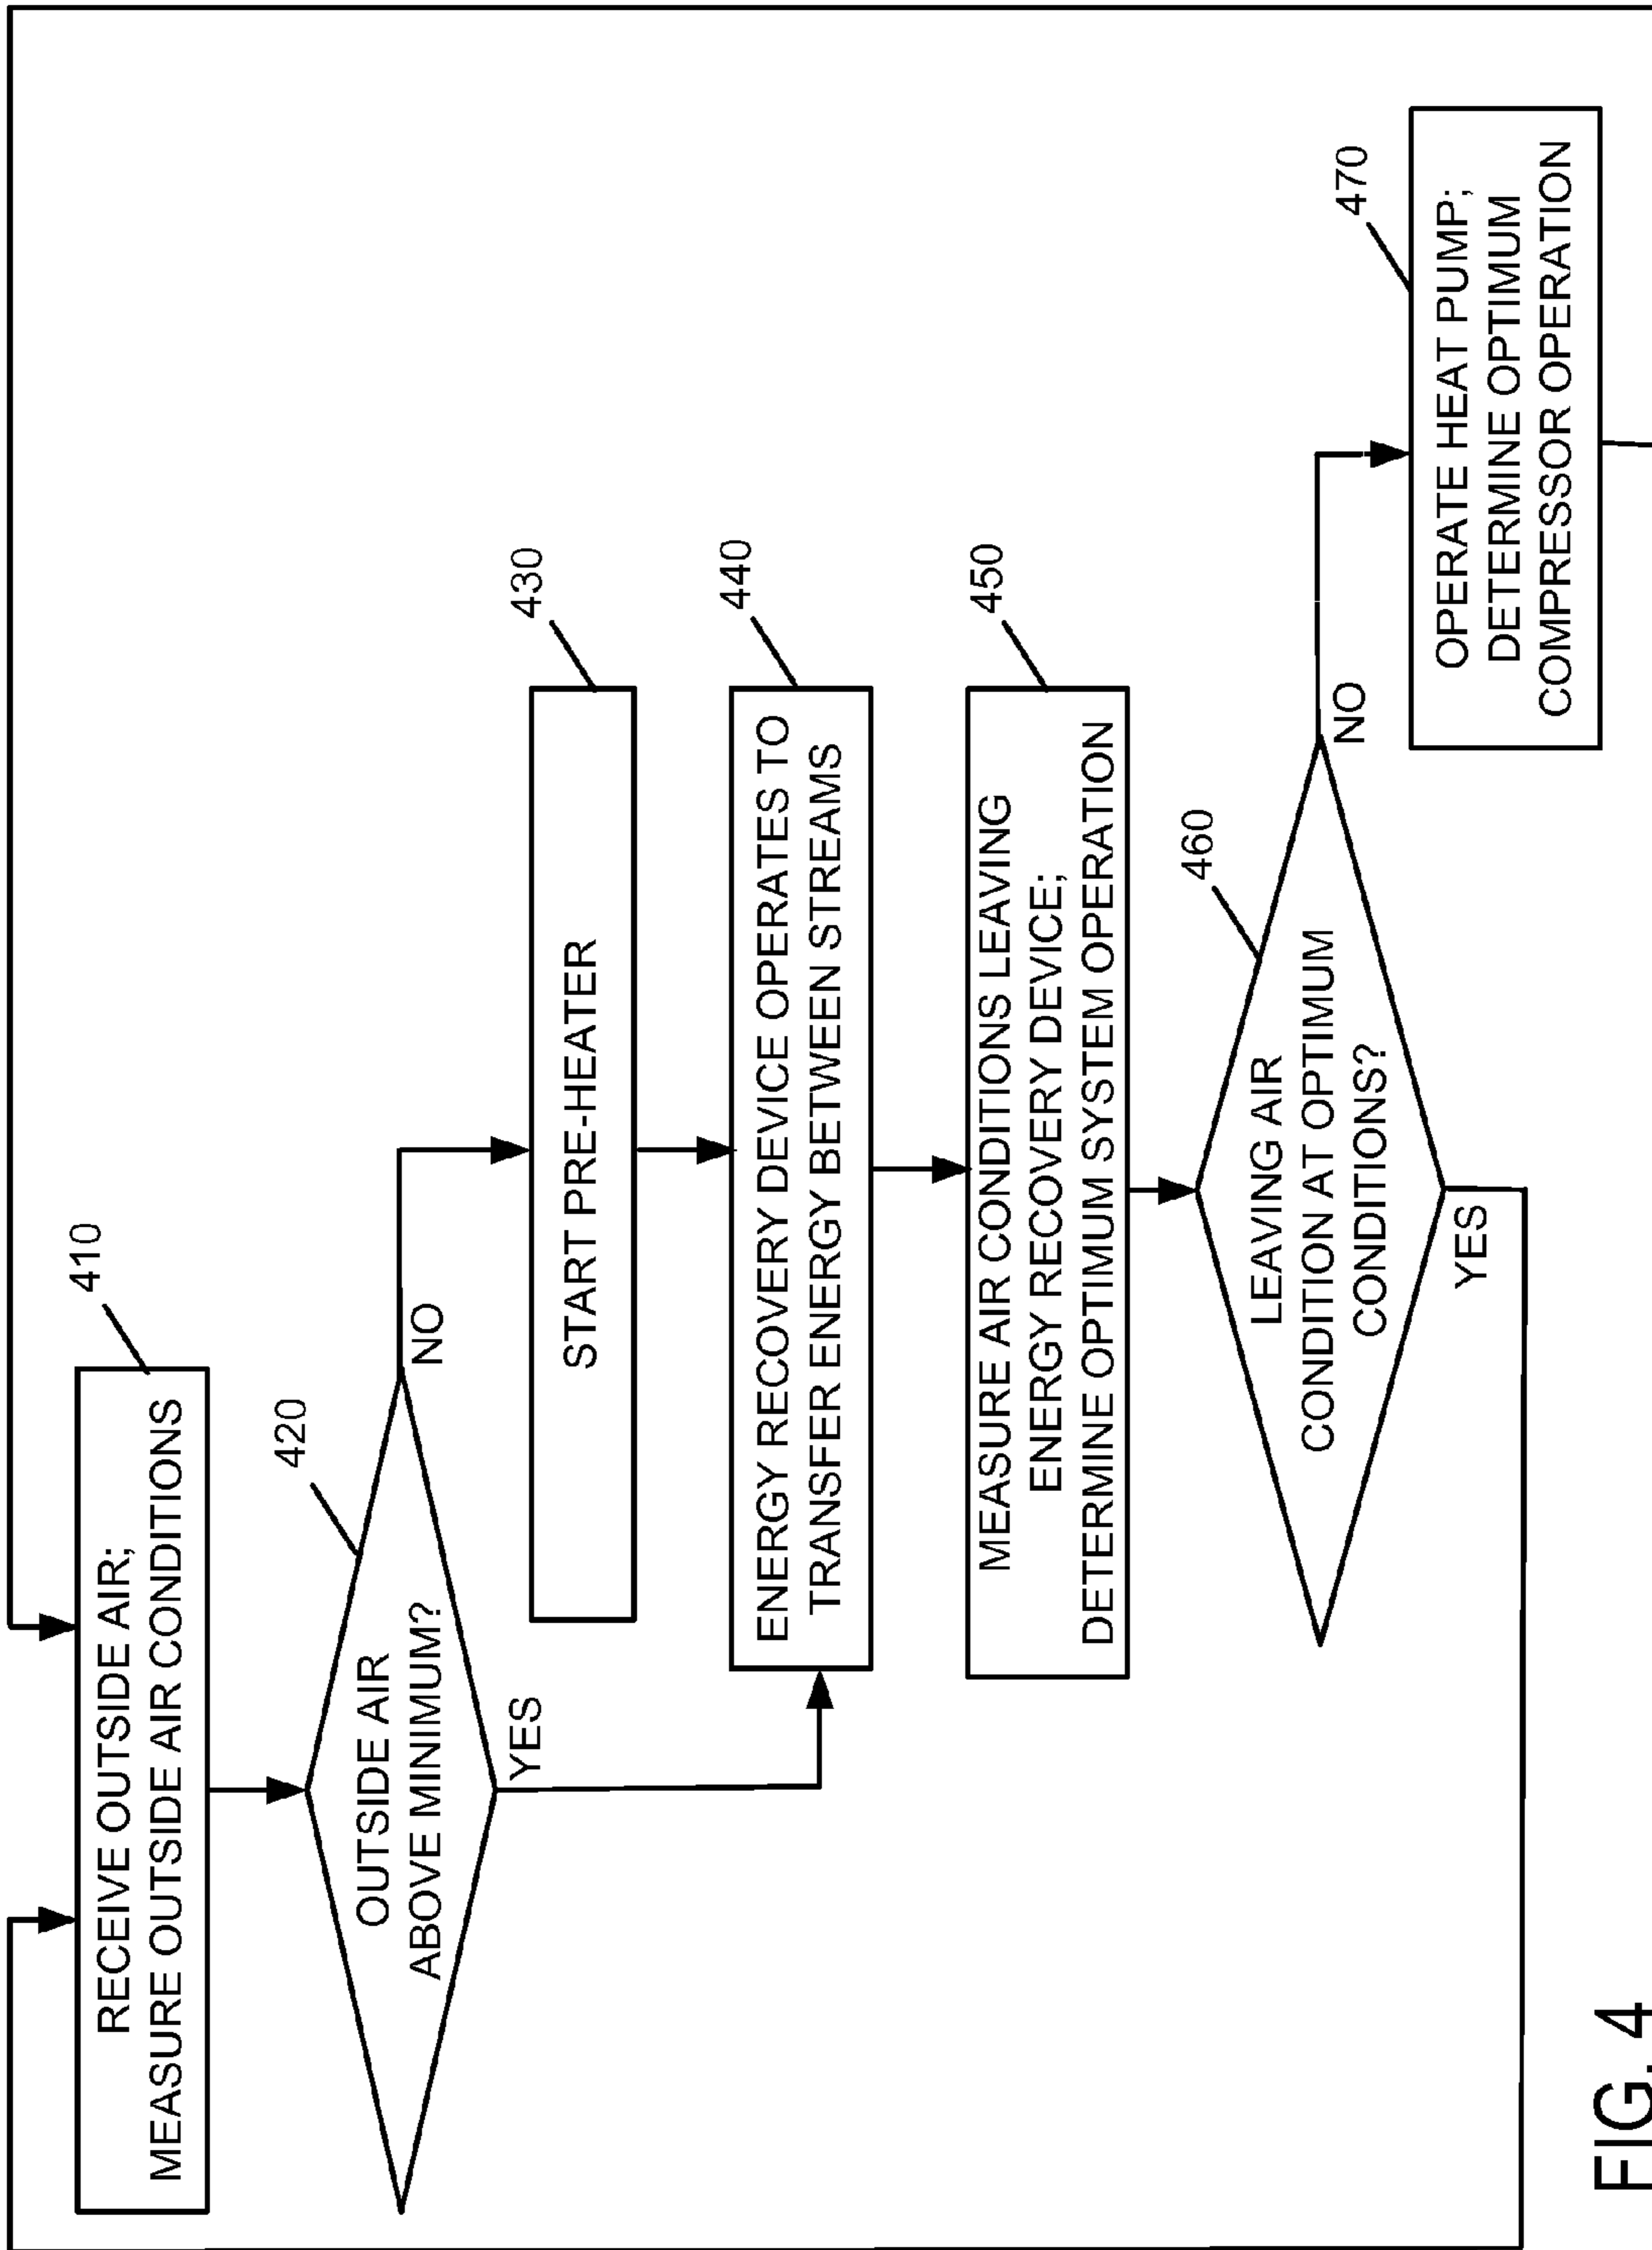 410
RECEIVE OUTSIDE AIR;
MEASURE OUTSIDE AIR CONDITIONS
420
OUTSIDE AIR
ABOVE MINIMUM?
NO
YES
430
START PRE-HEATER
440
ENERGY RECOVERY DEVICE OPERATES TO
TRANSFER ENERGY BETWEEN STREAMS
450
MEASURE AIR CONDITIONS LEAVING
ENERGY RECOVERY DEVICE;
DETERMINE OPTIMUM SYSTEM OPERATION
460
LEAVING AIR
CONDITION AT OPTIMUM
CONDITIONS?
NO
YES
470
OPERATE HEAT PUMP;
DETERMINE OPTIMUM
COMPRESSOR OPERATION
FIG. 4